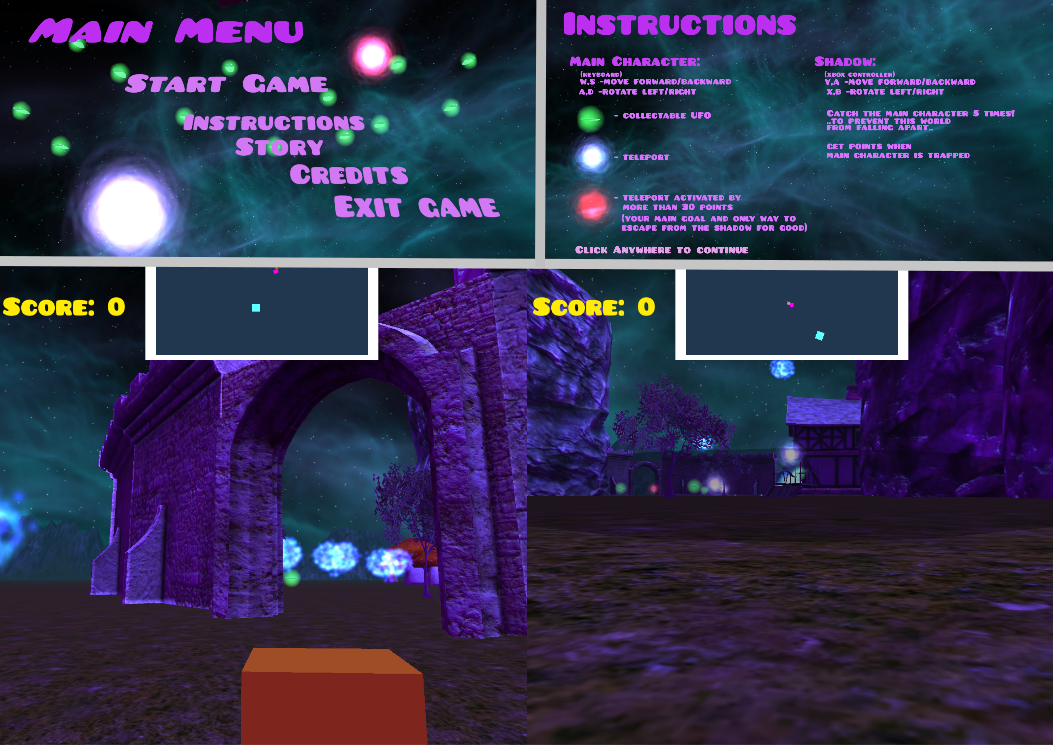 Main Menu
Start Game
Instructions
Story
Credits
Exit game
Instructions
Main Character:
(keyboard)
W,S -move forward/backward
A,D -rotate left/right
- collectable UFO
- teleport
- teleport activated by
more than 30 points
(your main goal and only way to
escape from the shadow for good)
Click Anywhere to continue
Shadow:
(xbox controller)
Y,A -move forward/backward
X,B -rotate left/right
Catch the main character 5 times!
..to prevent this world
from falling apart..
get points when
main character is trapped
Score: 0
Score: 0